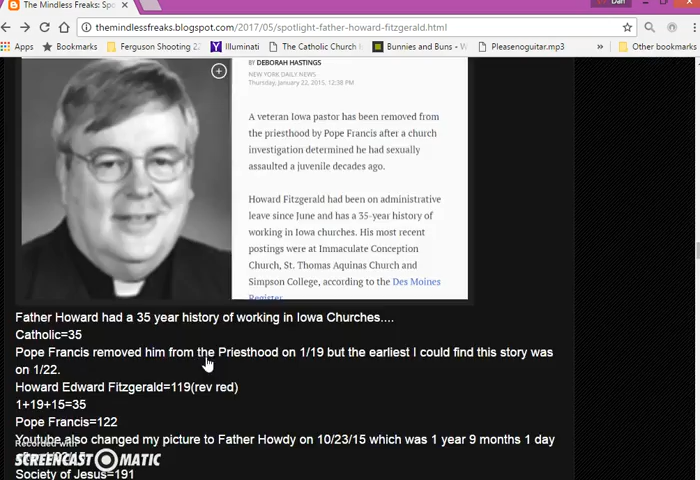 The Mindless Freaks: Spo
Dan
themindlessfreaks.blogspot.com/2017/05/spotlight-father-howard-fitzgerald.html
Apps Bookmarks Ferguson Shooting 22 Illuminati The Catholic Church Bunnies and Buns - W Pleasenoguitar.mp3 » Other bookmarks
BY DEBORAH HASTINGS
NEW YORK DAILY NEWS
Thursday, January 22, 2015, 12:38 PM
A veteran Iowa pastor has been removed from
the priesthood by Pope Francis after a church
investigation determined he had sexually
assaulted a juvenile decades ago.
Howard Fitzgerald had been on administrative
leave since June and has a 35-year history of
working in Iowa churches. His most recent
postings were at Immaculate Conception
Church, St. Thomas Aquinas Church and
Simpson College, according to the Des Moines
Register.
Father Howard had a 35 year history of working in Iowa Churches....
Catholic=35
Pope Francis removed him from the Priesthood on 1/19 but the earliest I could find this story was
on 1/22.
Howard Edward Fitzgerald=119(rev red)
1+19+15=35
Pope Francis=122
Youtube also changed my picture to Father Howdy on 10/23/15 which was 1 year 9 months 1 day
Recorded with
SCREENCAST MATIC
Society of Jesus=191